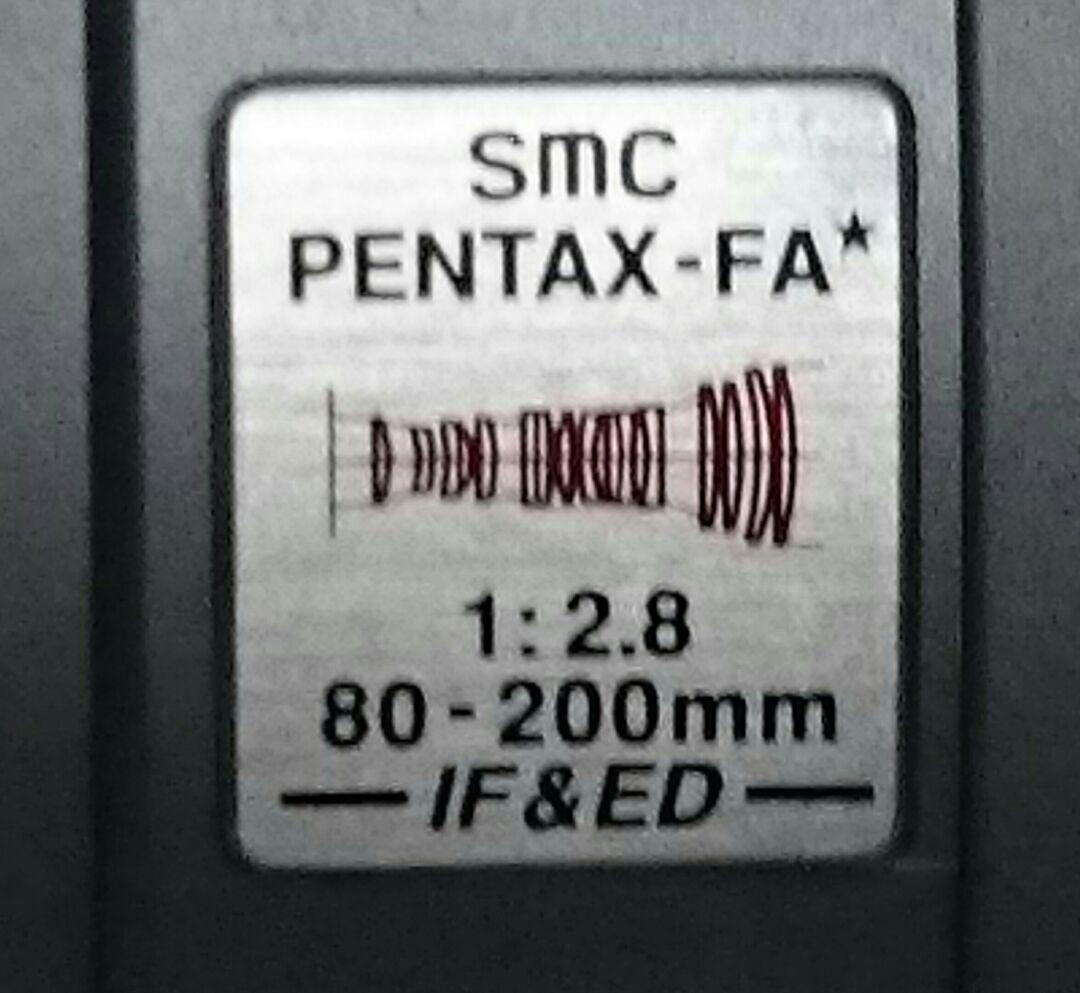 smc
PENTAX-FA★
1:2.8
80-200mm
IF&ED